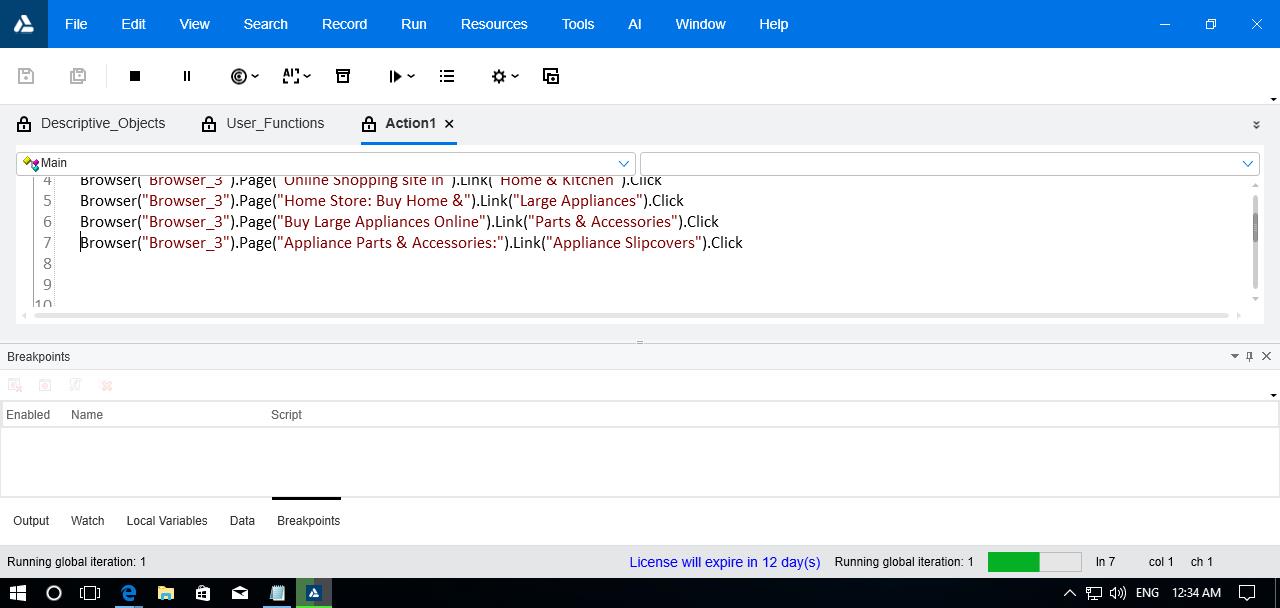 File Edit View Search Record Run Resources Tools AI Window Help
Descriptive_Objects User_Functions Action1
Main
4 Browser("Browser_3").Page("Online Shopping site in").Link("Home & Kitchen").Click
5 Browser("Browser_3").Page("Home Store: Buy Home &").Link("Large Appliances").Click
6 Browser("Browser_3").Page("Buy Large Appliances Online").Link("Parts & Accessories").Click
7 Browser("Browser_3").Page("Appliance Parts & Accessories:").Link("Appliance Slipcovers").Click
8
9
10
Breakpoints
Enabled Name Script
Output Watch Local Variables Data Breakpoints
Running global iteration: 1 License will expire in 12 day(s) Running global iteration: 1 ln 7 col 1 ch 1
ENG 12:34 AM